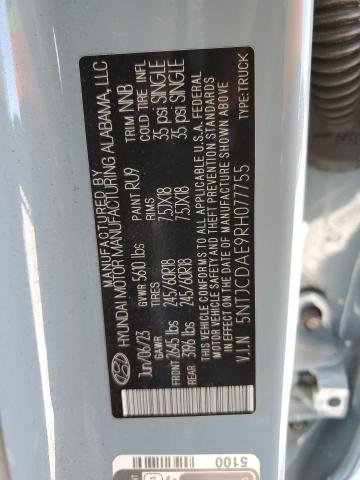 MANUFACTURED BY
HYUNDAI MOTOR MANUFACTURING ALABAMA, LLC
Jun/06/23 GVWR 5610 lbs PAINT RU9 TRIM NNB
GAWR TIRES RIMS COLD TIRE INFL
FRONT 2645 lbs 245/60R18 7.5JX18 35 psi SINGLE
REAR 3196 lbs 245/60R18 7.5JX18 35 psi SINGLE
THIS VEHICLE CONFORMS TO ALL APPLICABLE U.S.A. FEDERAL
MOTOR VEHICLE SAFETY AND THEFT PREVENTION STANDARDS
IN EFFECT ON THE DATE OF MANUFACTURE SHOWN ABOVE
V.I.N 5NTJCDAE9RH077755 TYPE:TRUCK
5100